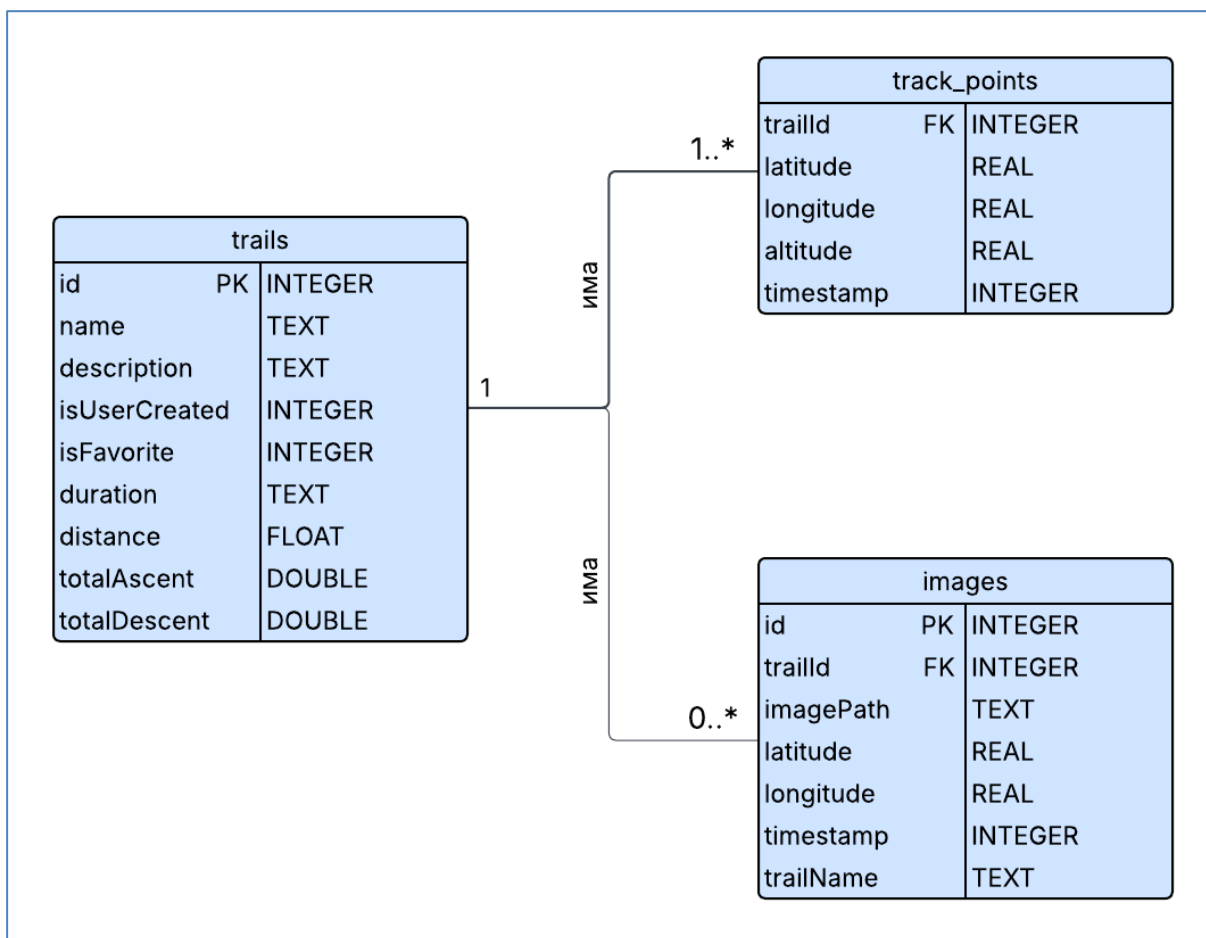 trails
id PK INTEGER
name TEXT
description TEXT
isUserCreated INTEGER
isFavorite INTEGER
duration TEXT
distance FLOAT
totalAscent DOUBLE
totalDescent DOUBLE
1
има
1..*
има
0..*
track_points
trailId FK INTEGER
latitude REAL
longitude REAL
altitude REAL
timestamp INTEGER
images
id PK INTEGER
trailId FK INTEGER
imagePath TEXT
latitude REAL
longitude REAL
timestamp INTEGER
trailName TEXT